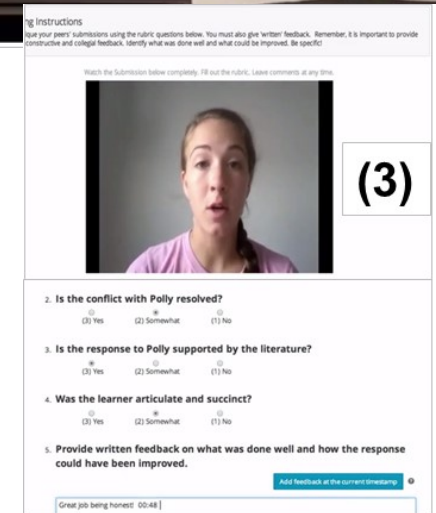 ng Instructions
que your peers' submissions using the rubric questions below. You must also give 'written' feedback. Remember, it is important to provide
constructive and collegial feedback. Identify what was done well and what could be improved. Be specific!
Watch the Submission below completely. Fill out the rubric. Leave comments at any time.
(3)
2. Is the conflict with Polly resolved?
(3) Yes (2) Somewhat (1) No
3. Is the response to Polly supported by the literature?
(3) Yes (2) Somewhat (1) No
4. Was the learner articulate and succinct?
(3) Yes (2) Somewhat (1) No
5. Provide written feedback on what was done well and how the response
could have been improved.
Add feedback at the current timestamp
Great job being honest! 00:48